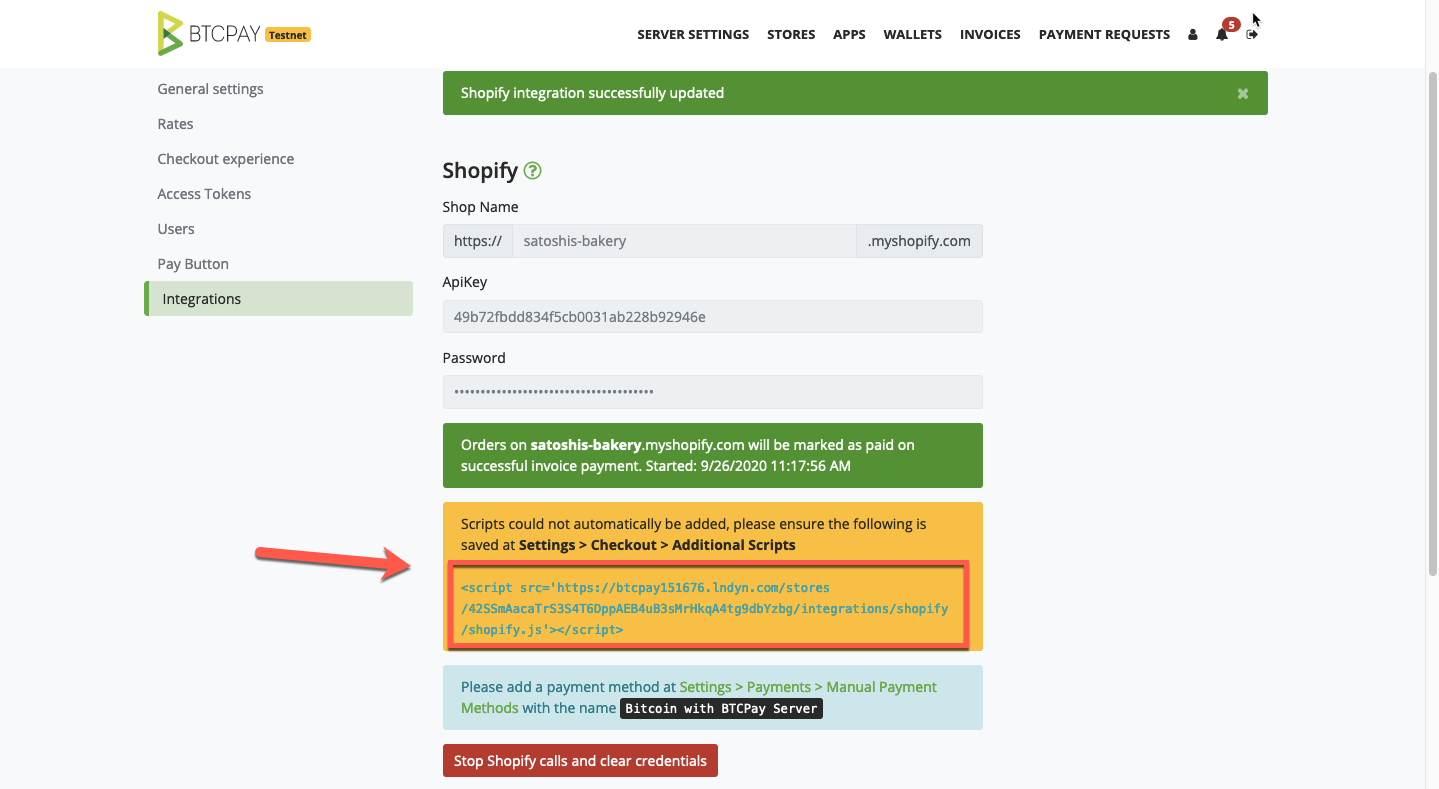 BTCPAY Testnet
SERVER SETTINGS STORES APPS WALLETS INVOICES PAYMENT REQUESTS 5
General settings
Rates
Checkout experience
Access Tokens
Users
Pay Button
Integrations
Shopify integration successfully updated
Shopify ?
Shop Name
https:// satoshis-bakery .myshopify.com
ApiKey
49b72fbdd834f5cb0031ab228b92946e
Password
Orders on satoshis-bakery.myshopify.com will be marked as paid on
successful invoice payment. Started: 9/26/2020 11:17:56 AM
Scripts could not automatically be added, please ensure the following is
saved at Settings > Checkout > Additional Scripts
<script src='https://btcpay151676.lndyn.com/stores
/42SSmAacaTrS3S4T6DppAEB4uB3sMrHkqA4tg9dbYzbg/integrations/shopify
/shopify.js'></script>
Please add a payment method at Settings > Payments > Manual Payment
Methods with the name Bitcoin with BTCPay Server
Stop Shopify calls and clear credentials